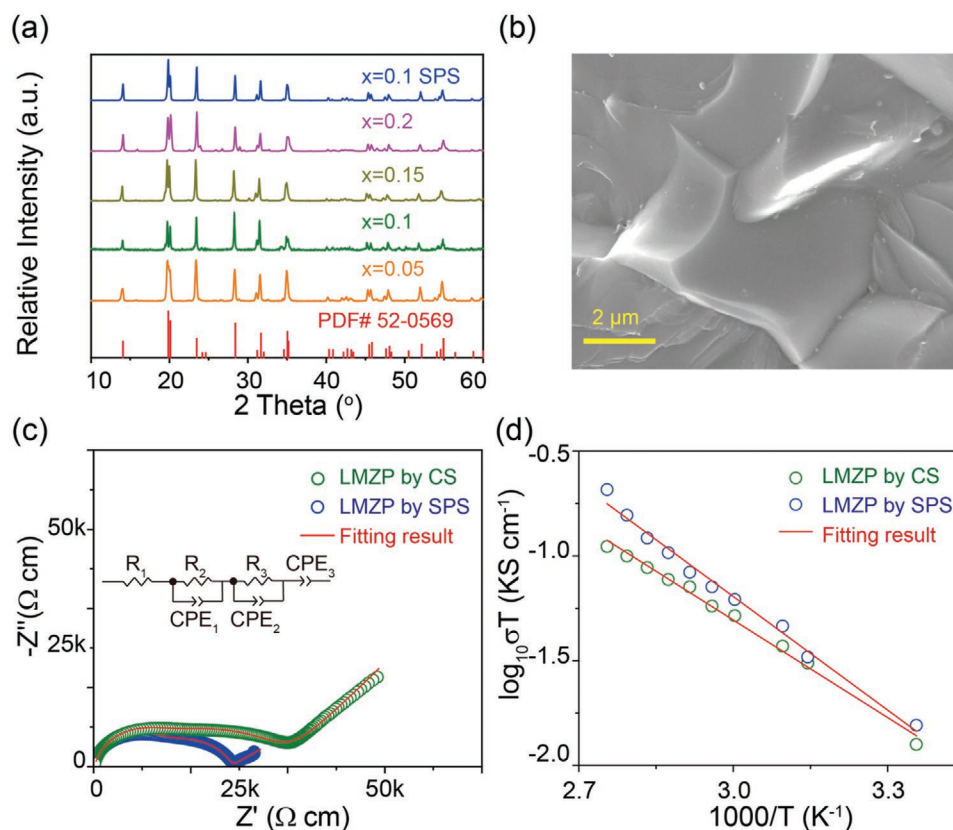 (a)
Relative Intensity (a.u.)
x=0.1 SPS
x=0.2
x=0.15
x=0.1
x=0.05
PDF# 52-0569
10 20 30 40 50 60
2 Theta (°)
(b)
2 µm
(c)
-Z''(Ω cm)
50k
25k
0
LMZP by CS
LMZP by SPS
Fitting result
R1 R2 R3 CPE3
CPE1 CPE2
0 25k 50k
Z' (Ω cm)
(d)
log10σT (KS cm-1)
-0.5
-1.0
-1.5
-2.0
LMZP by CS
LMZP by SPS
Fitting result
2.7 3.0 3.3
1000/T (K-1)